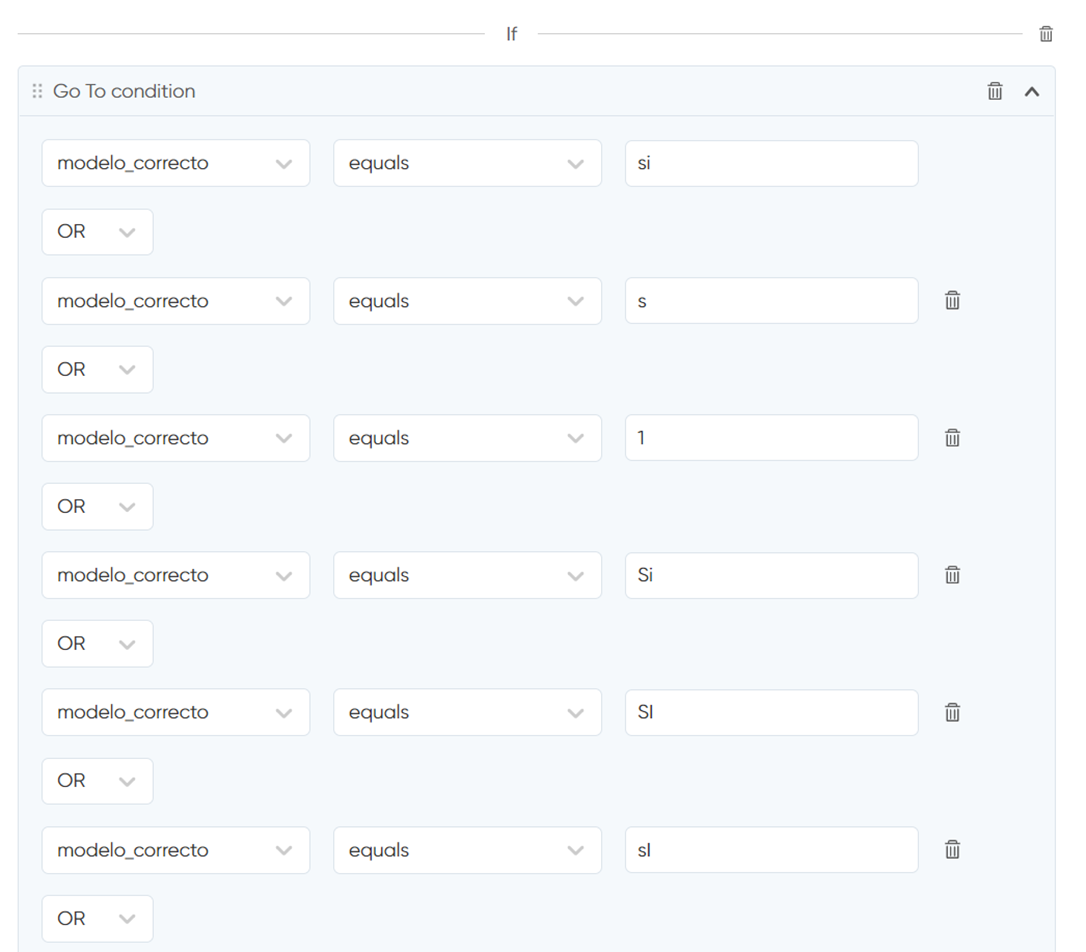 If
Go To condition
modelo_correcto equals si
OR
modelo_correcto equals s
OR
modelo_correcto equals 1
OR
modelo_correcto equals Si
OR
modelo_correcto equals SI
OR
modelo_correcto equals sI
OR